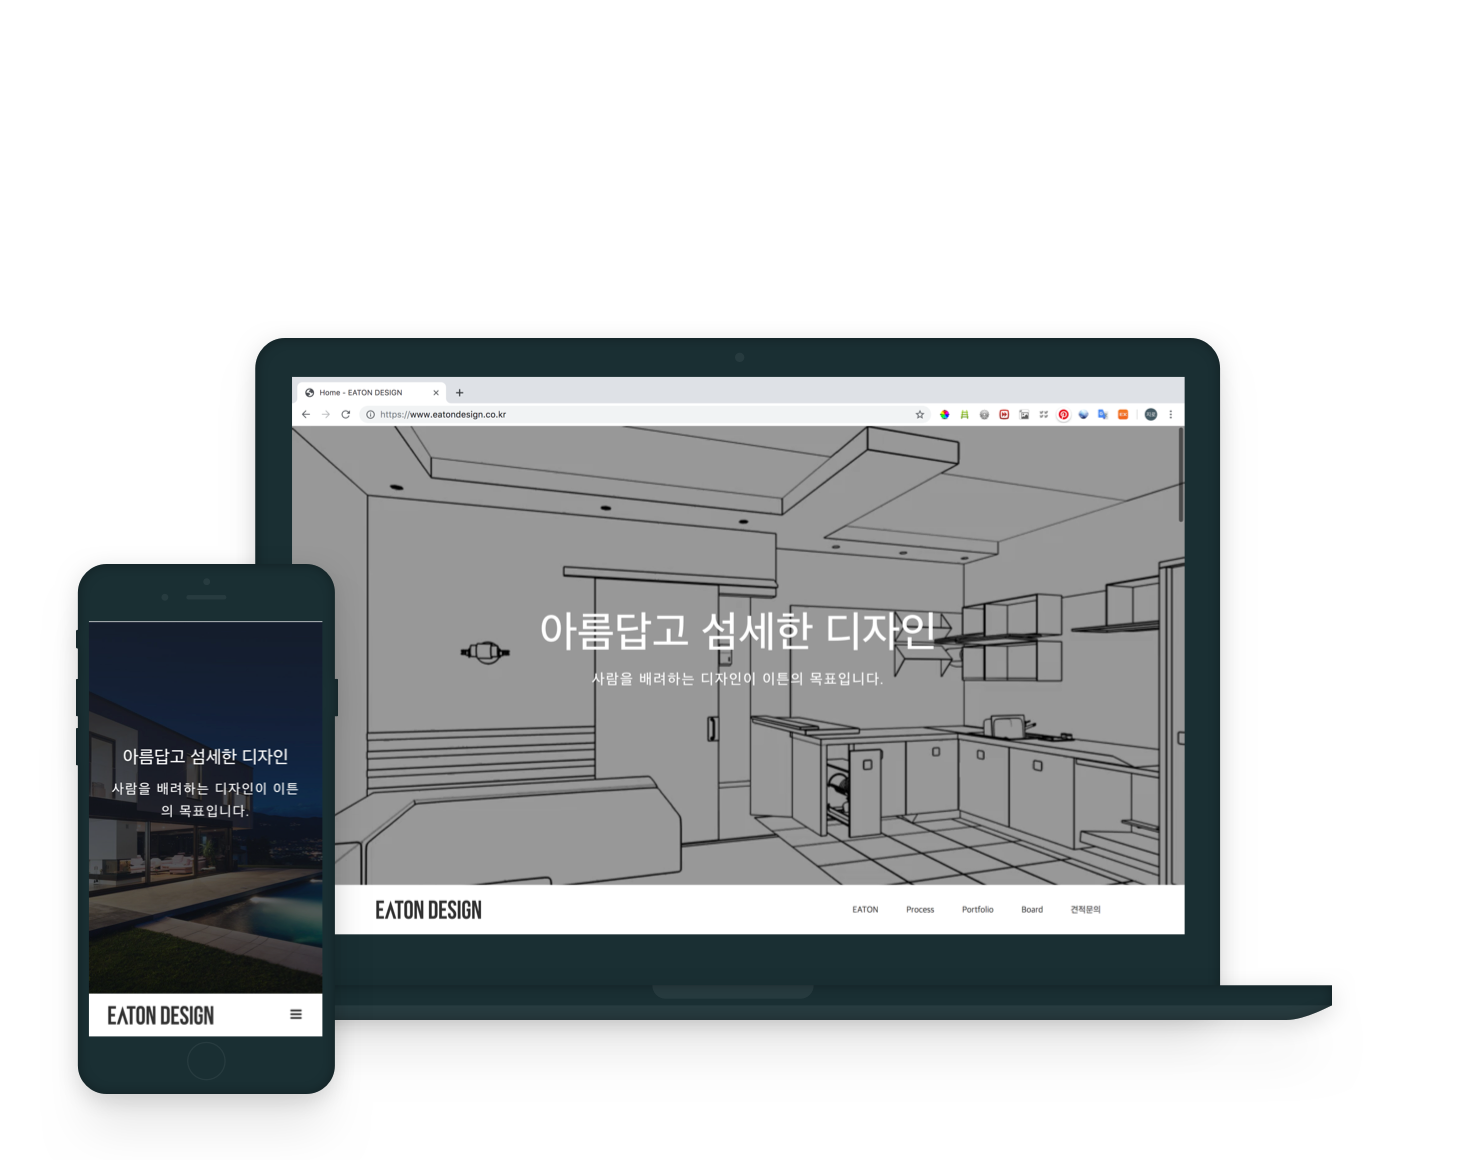 Home - EATON DESIGN
https://www.eatondesign.co.kr
아름답고 섬세한 디자인
사람을 배려하는 디자인이 이튼의 목표입니다.
EATON DESIGN
EATON Process Portfolio Board 견적문의
아름답고 섬세한 디자인
사람을 배려하는 디자인이 이튼
의 목표입니다.
EATON DESIGN